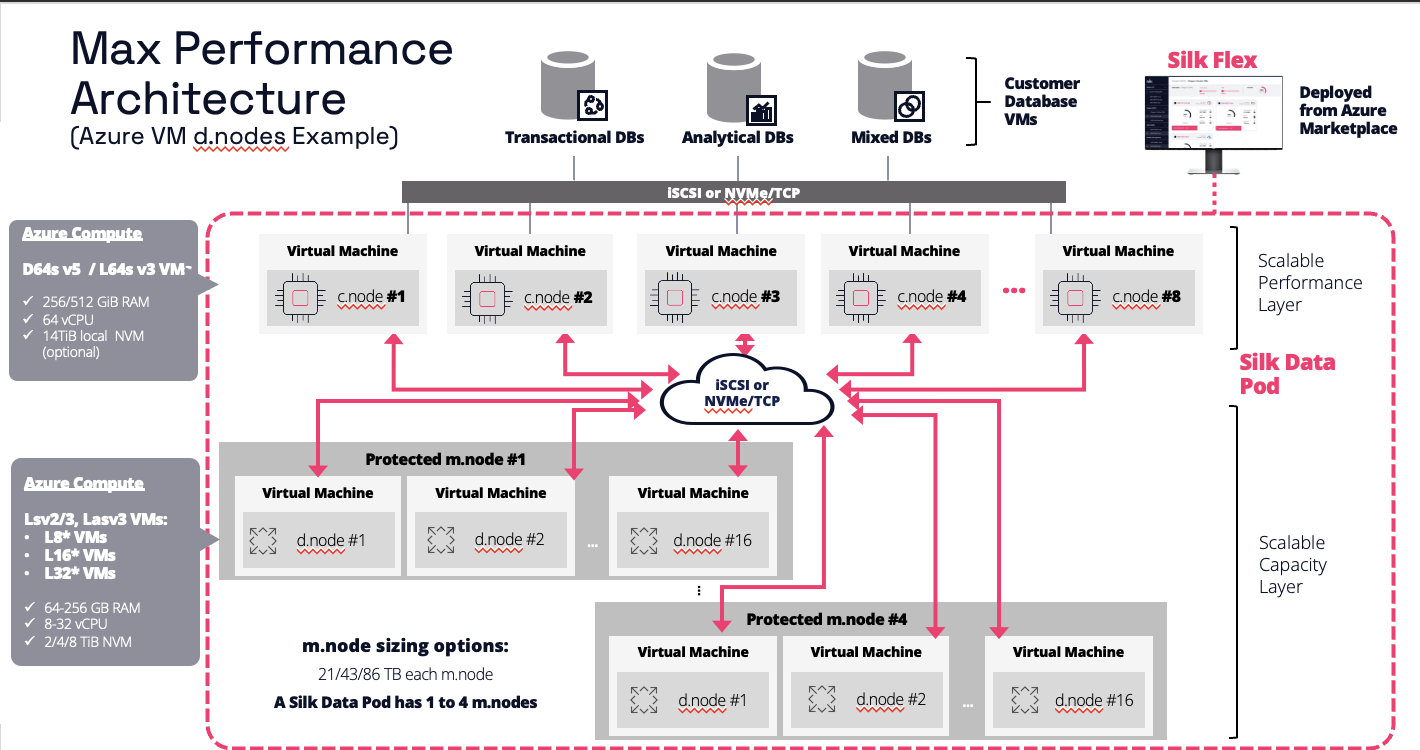 Max Performance
Architecture
(Azure VM d.nodes Example)
Transactional DBs
Analytical DBs
Mixed DBs
Customer
Database
VMs
Silk Flex
Deployed
from Azure
Marketplace
iSCSI or NVMe/TCP
Azure Compute
D64s v5 / L64s v3 VM~
✓ 256/512 GiB RAM
✓ 64 vCPU
✓ 14TiB local NVM
(optional)
Virtual Machine
c.node #1
Virtual Machine
c.node #2
Virtual Machine
c.node #3
Virtual Machine
c.node #4
...
Virtual Machine
c.node #8
Scalable
Performance
Layer
Silk Data
Pod
iSCSI or
NVMe/TCP
Azure Compute
Lsv2/3, Lasv3 VMs:
• L8* VMs
• L16* VMs
• L32* VMs
✓ 64-256 GB RAM
✓ 8-32 vCPU
✓ 2/4/8 TiB NVM
Protected m.node #1
Virtual Machine
d.node #1
Virtual Machine
d.node #2
...
Virtual Machine
d.node #16
Scalable
Capacity
Layer
...
Protected m.node #4
Virtual Machine
d.node #1
Virtual Machine
d.node #2
...
Virtual Machine
d.node #16
m.node sizing options:
21/43/86 TB each m.node
A Silk Data Pod has 1 to 4 m.nodes